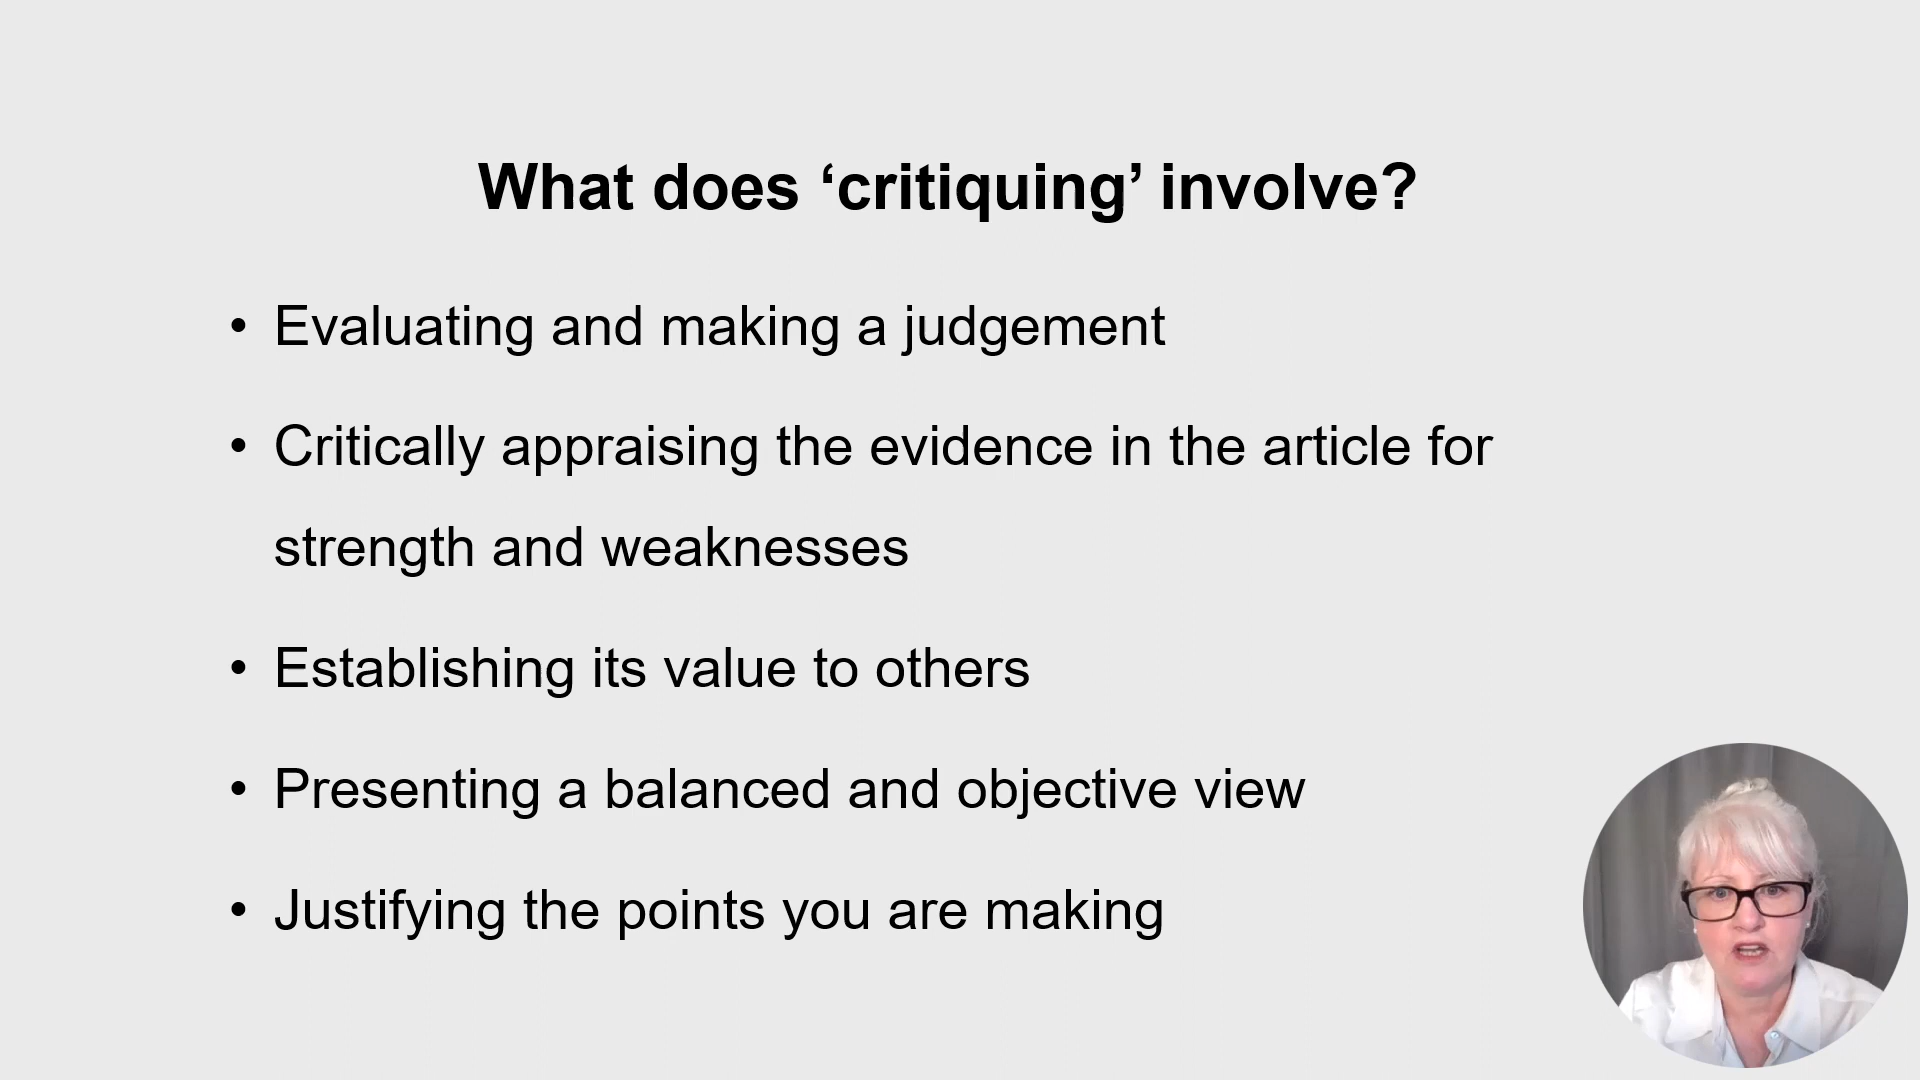 What does ‘critiquing’ involve?
• Evaluating and making a judgement
• Critically appraising the evidence in the article for
strength and weaknesses
• Establishing its value to others
• Presenting a balanced and objective view
• Justifying the points you are making